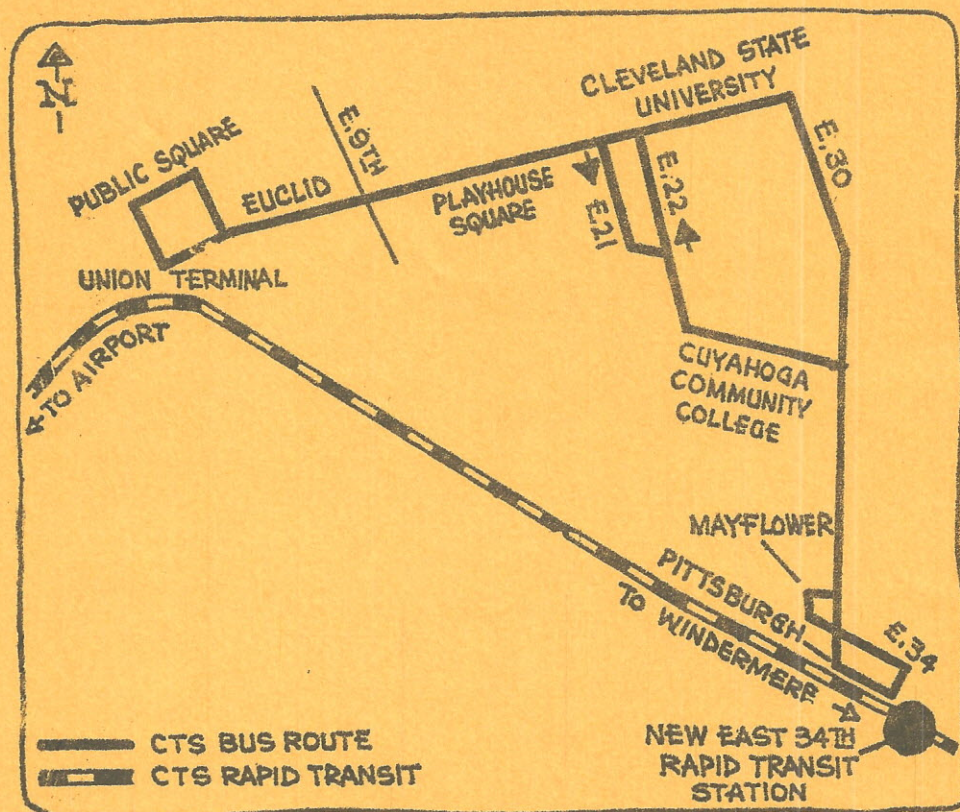 N
PUBLIC SQUARE
EUCLID
E.9TH
PLAYHOUSE
SQUARE
CLEVELAND STATE
UNIVERSITY
E.21
E.22
E.30
UNION TERMINAL
TO AIRPORT
CUYAHOGA
COMMUNITY
COLLEGE
MAYFLOWER
PITTSBURGH
E.34
TO WINDERMERE
NEW EAST 34TH
RAPID TRANSIT
STATION
CTS BUS ROUTE
CTS RAPID TRANSIT